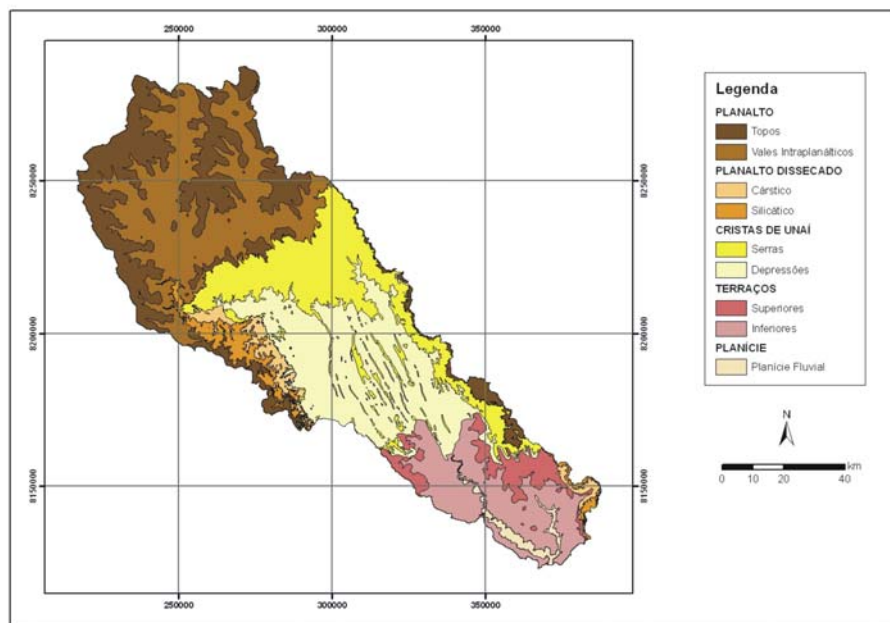 250000
300000
350000
8250000
8250000
8200000
8200000
8150000
8150000
250000
300000
350000
Legenda
PLANALTO
Topos
Vales Intraplanálticos
PLANALTO DISSECADO
Cárstico
Silicático
CRISTAS DE UNAÍ
Serras
Depressões
TERRAÇOS
Superiores
Inferiores
PLANÍCIE
Planície Fluvial
N
0 10 20 40 km